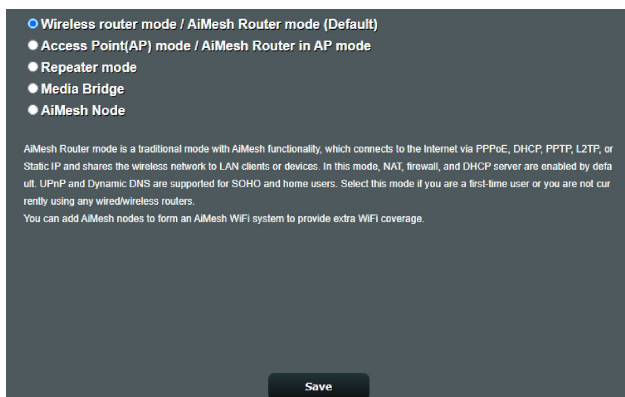 Wireless router mode / AiMesh Router mode (Default)
Access Point(AP) mode / AiMesh Router in AP mode
Repeater mode
Media Bridge
AiMesh Node
AiMesh Router mode is a traditional mode with AiMesh functionality, which connects to the Internet via PPPoE, DHCP, PPTP, L2TP, or
Static IP and shares the wireless network to LAN clients or devices. In this mode, NAT, firewall, and DHCP server are enabled by defa
ult. UPnP and Dynamic DNS are supported for SOHO and home users. Select this mode if you are a first-time user or you are not cur
rently using any wired/wireless routers.
You can add AiMesh nodes to form an AiMesh WiFi system to provide extra WiFi coverage.
Save